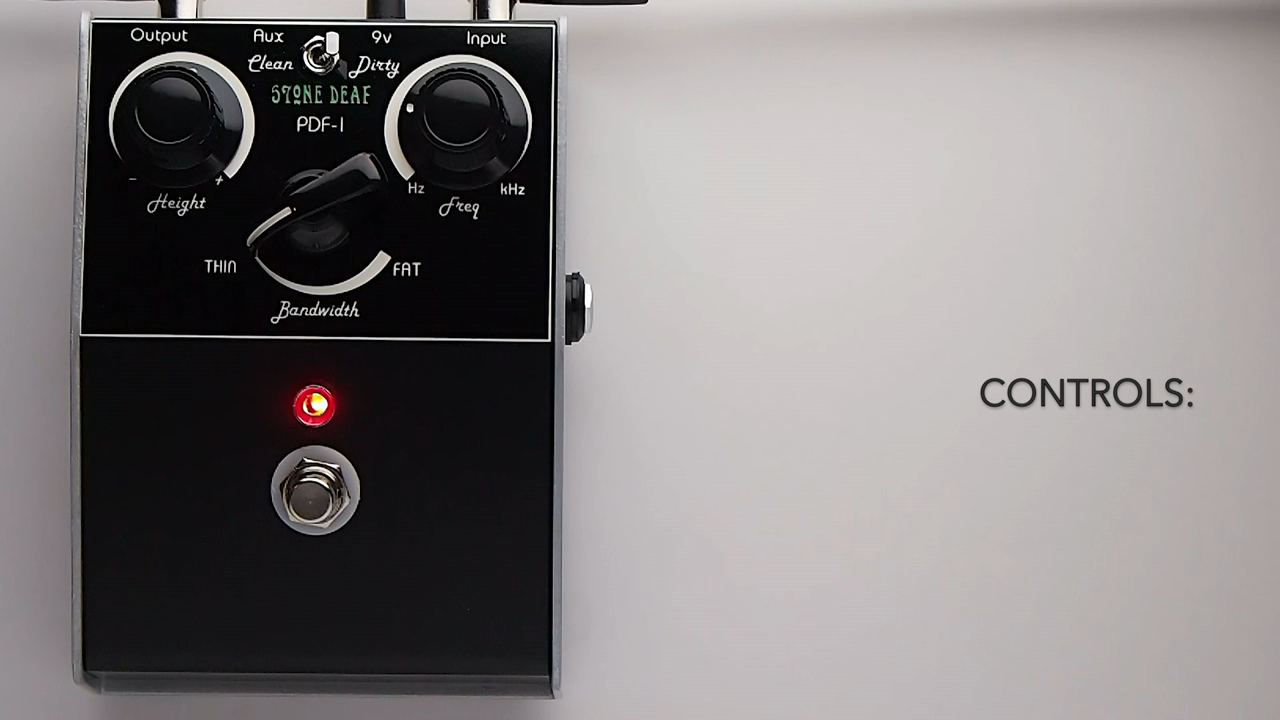 Output Aux 9v Input
Clean Dirty
STONE DEAF
PDF-1
- + Height
Hz kHz
Freq
THIN FAT
Bandwidth
CONTROLS: